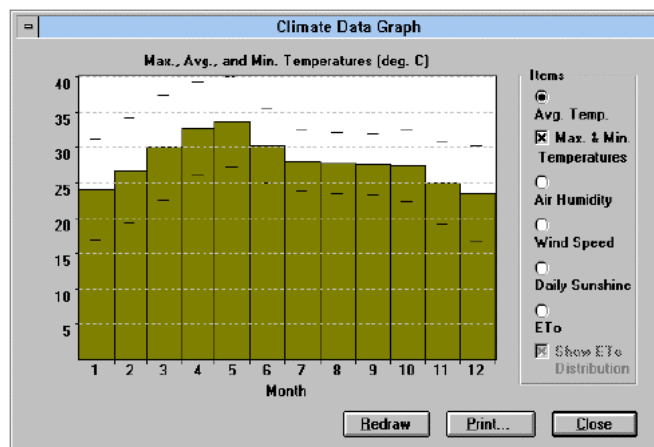 Climate Data Graph
Max., Avg., and Min. Temperatures (deg. C)
40
35
30
25
20
15
10
5
1 2 3 4 5 6 7 8 9 10 11 12
Month
Items
Avg. Temp.
Max. & Min.
Temperatures
Air Humidity
Wind Speed
Daily Sunshine
ETo
Show ETo
Distribution
Redraw Print... Close